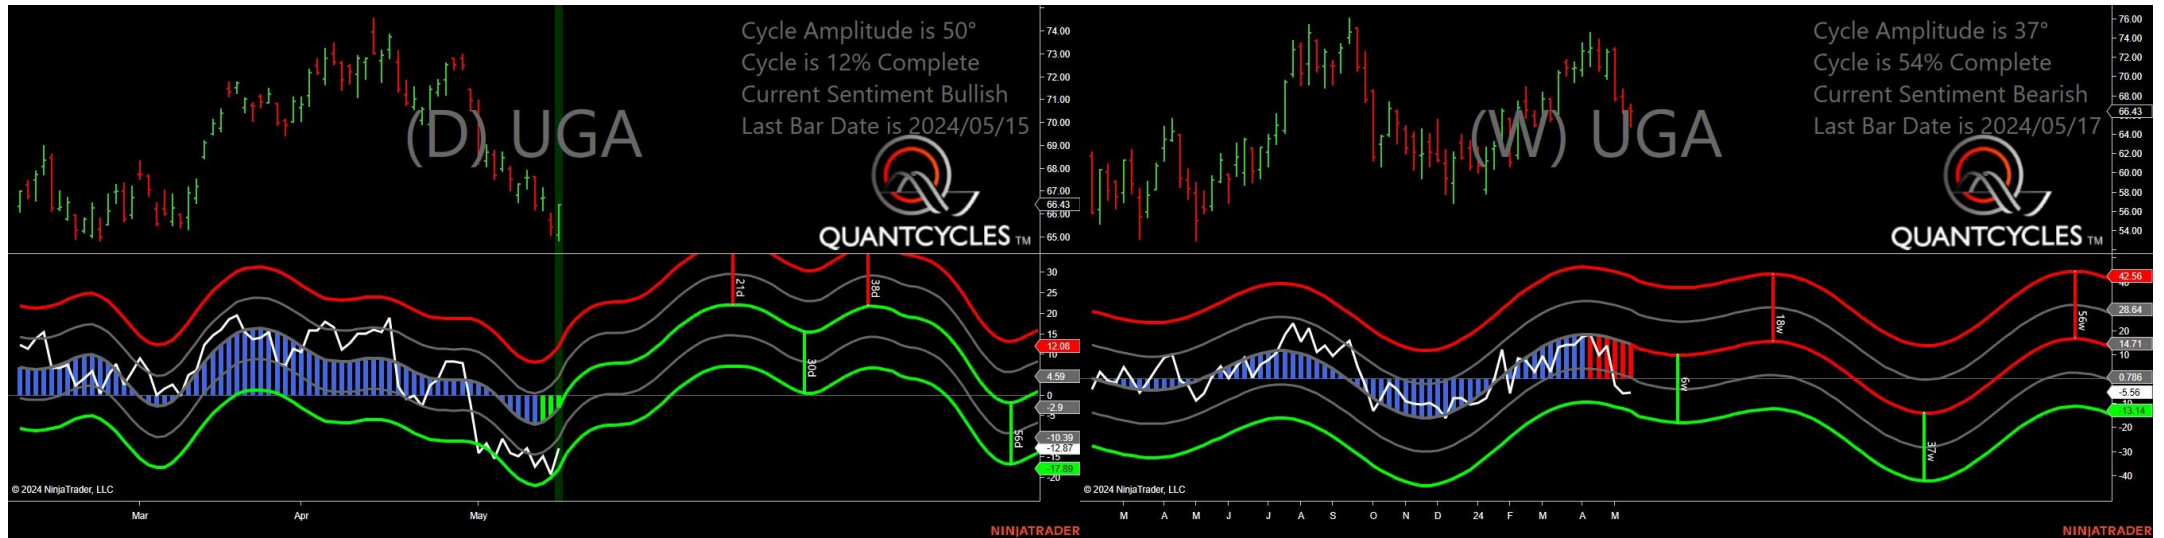 Cycle Amplitude is 50°
Cycle is 12% Complete
Current Sentiment Bullish
Last Bar Date is 2024/05/15
(D) UGA
QUANTCYCLES TM
74.00
73.00
72.00
71.00
70.00
69.00
68.00
67.00
66.43
66.00
65.00
30
25
20
15
12.08
10
4.59
0
-2.9
-5
-10.39
-12.87
-15
-17.89
-20
21d
30d
38d
56d
© 2024 NinjaTrader, LLC
Mar Apr May
NINJATRADER
Cycle Amplitude is 37°
Cycle is 54% Complete
Current Sentiment Bearish
Last Bar Date is 2024/05/17
(W) UGA
QUANTCYCLES TM
76.00
74.00
72.00
70.00
68.00
66.43
64.00
62.00
60.00
58.00
56.00
54.00
42.56
40
28.64
20
14.71
10
0.786
-5.56
-10
-13.14
-20
-30
-40
6w
18w
37w
56w
© 2024 NinjaTrader, LLC
M A M J J A S O N D 24 F M A M
NINJATRADER